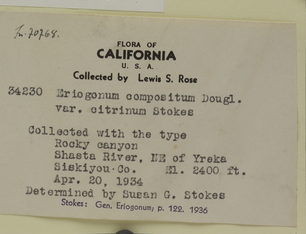 FLORA OF
CALIFORNIA
U. S. A.
Collected by Lewis S. Rose
34230 Eriogonum compositum Dougl.
var. citrinum Stokes
Collected with the type
Rocky canyon
Shasta River, NE of Yreka
Siskiyou Co. El. 2400 ft.
Apr. 20, 1934
Determined by Susan G. Stokes
Stokes: Gen. Eriogonum, p. 122, 1936